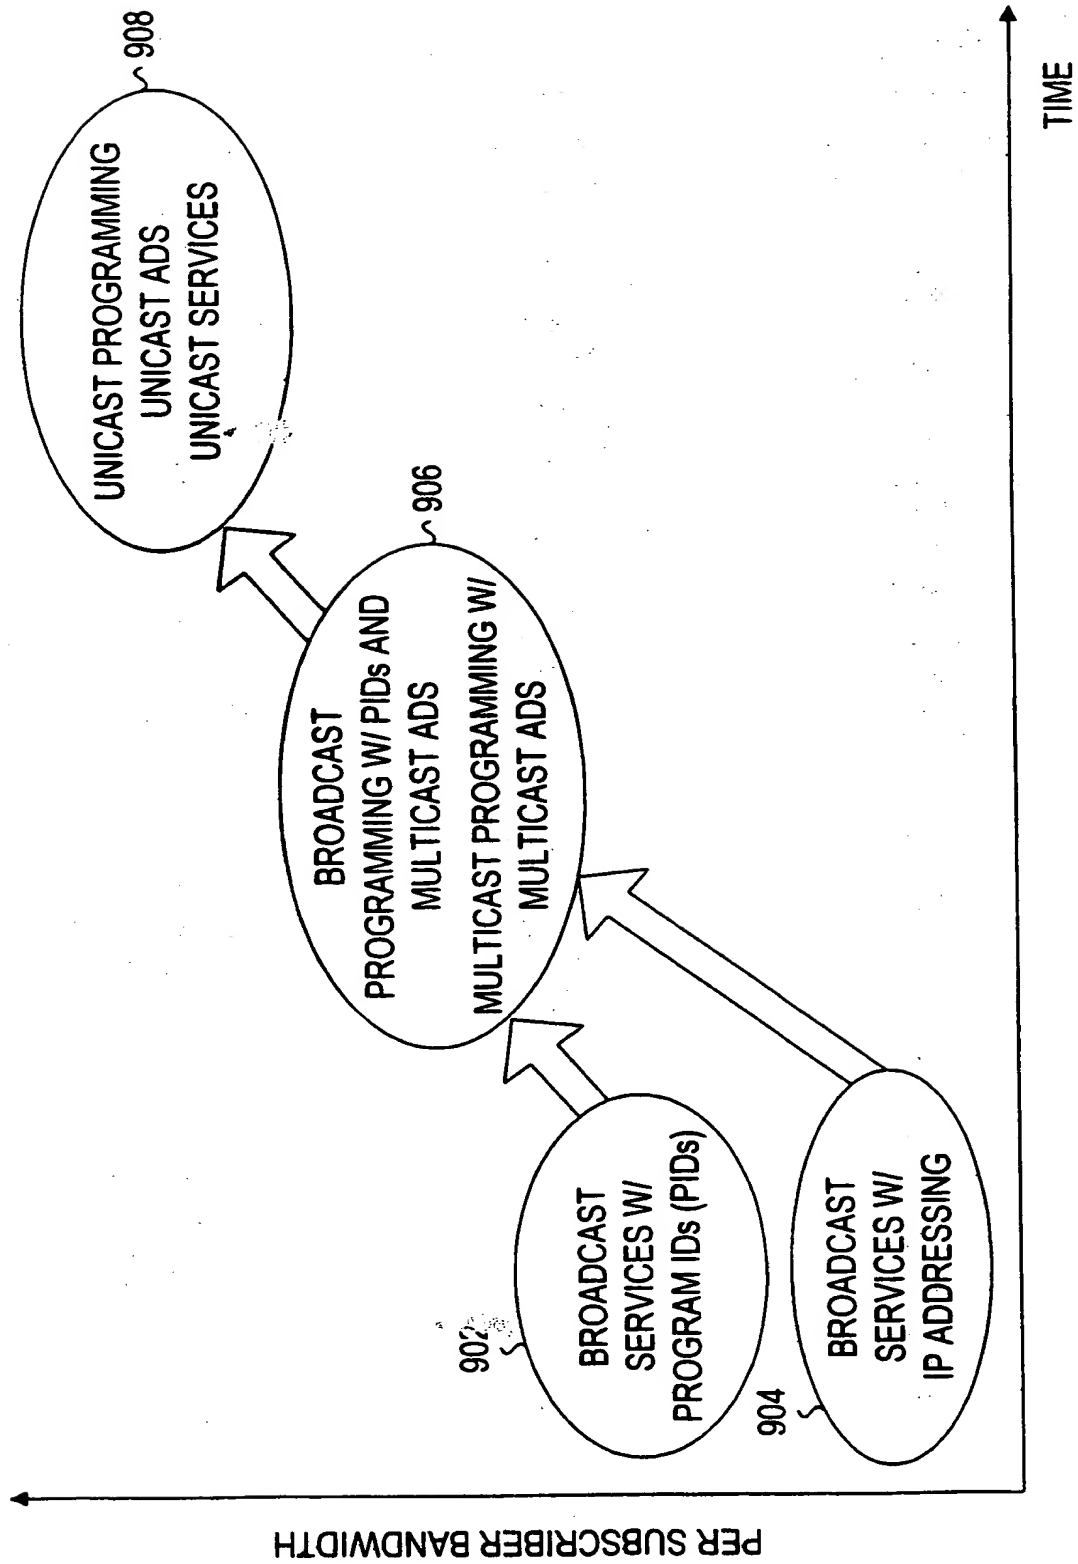 PER SUBSCRIBER BANDWIDTH
902
BROADCAST
SERVICES W/
PROGRAM IDs (PIDs)
904
BROADCAST
SERVICES W/
IP ADDRESSING
906
BROADCAST
PROGRAMMING W/ PIDs AND
MULTICAST ADS
MULTICAST PROGRAMMING W/
MULTICAST ADS
908
UNICAST PROGRAMMING
UNICAST ADS
UNICAST SERVICES
TIME